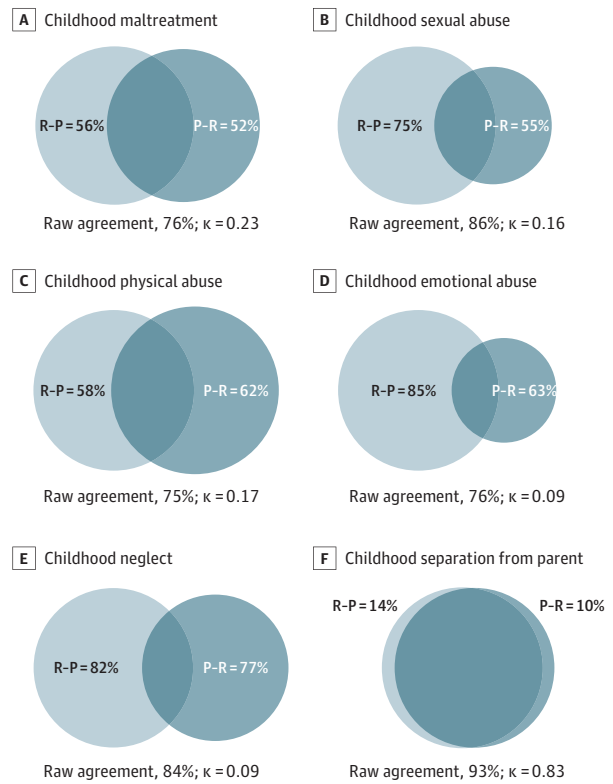 A Childhood maltreatment
R-P = 56%
P-R = 52%
Raw agreement, 76%; κ = 0.23
B Childhood sexual abuse
R-P = 75%
P-R = 55%
Raw agreement, 86%; κ = 0.16
C Childhood physical abuse
R-P = 58%
P-R = 62%
Raw agreement, 75%; κ = 0.17
D Childhood emotional abuse
R-P = 85%
P-R = 63%
Raw agreement, 76%; κ = 0.09
E Childhood neglect
R-P = 82%
P-R = 77%
Raw agreement, 84%; κ = 0.09
F Childhood separation from parent
R-P = 14%
P-R = 10%
Raw agreement, 93%; κ = 0.83